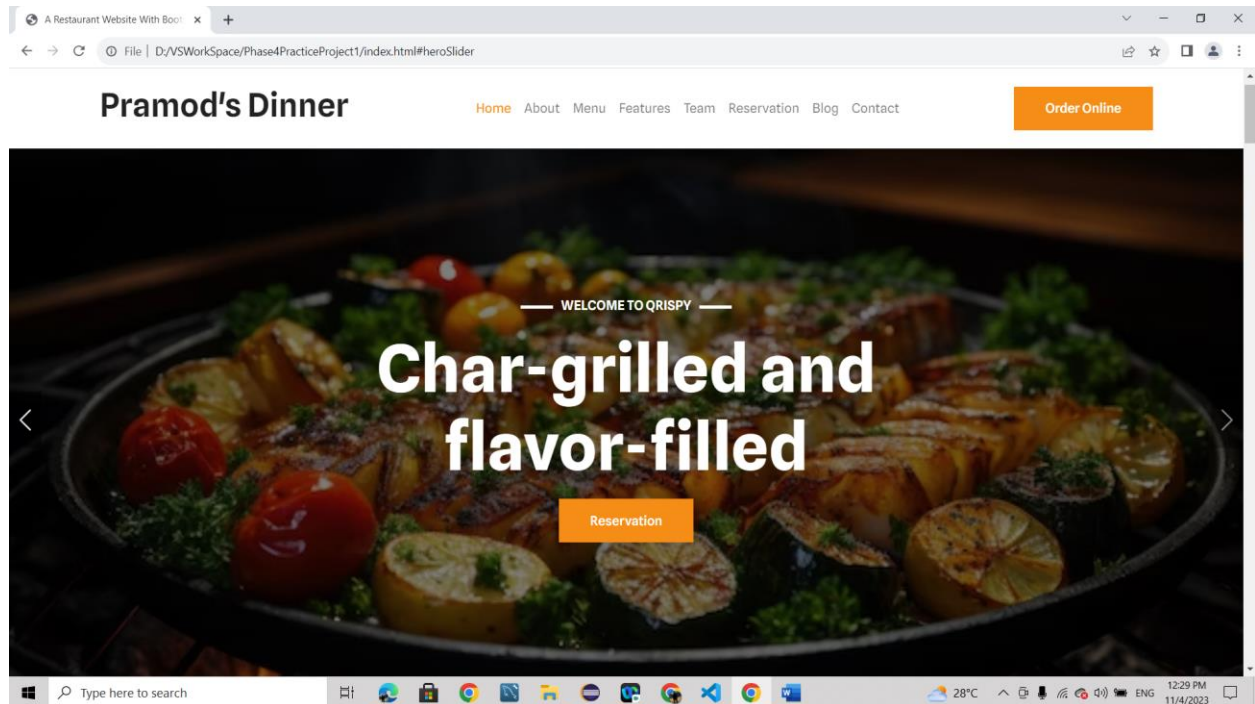 A Restaurant Website With Boot
File | D:/VSWorkSpace/Phase4PracticeProject1/index.html#heroSlider
Pramod's Dinner
Home About Menu Features Team Reservation Blog Contact
Order Online
WELCOME TO QRISPY
Char-grilled and
flavor-filled
Reservation
Type here to search
28°C
ENG
12:29 PM
11/4/2023